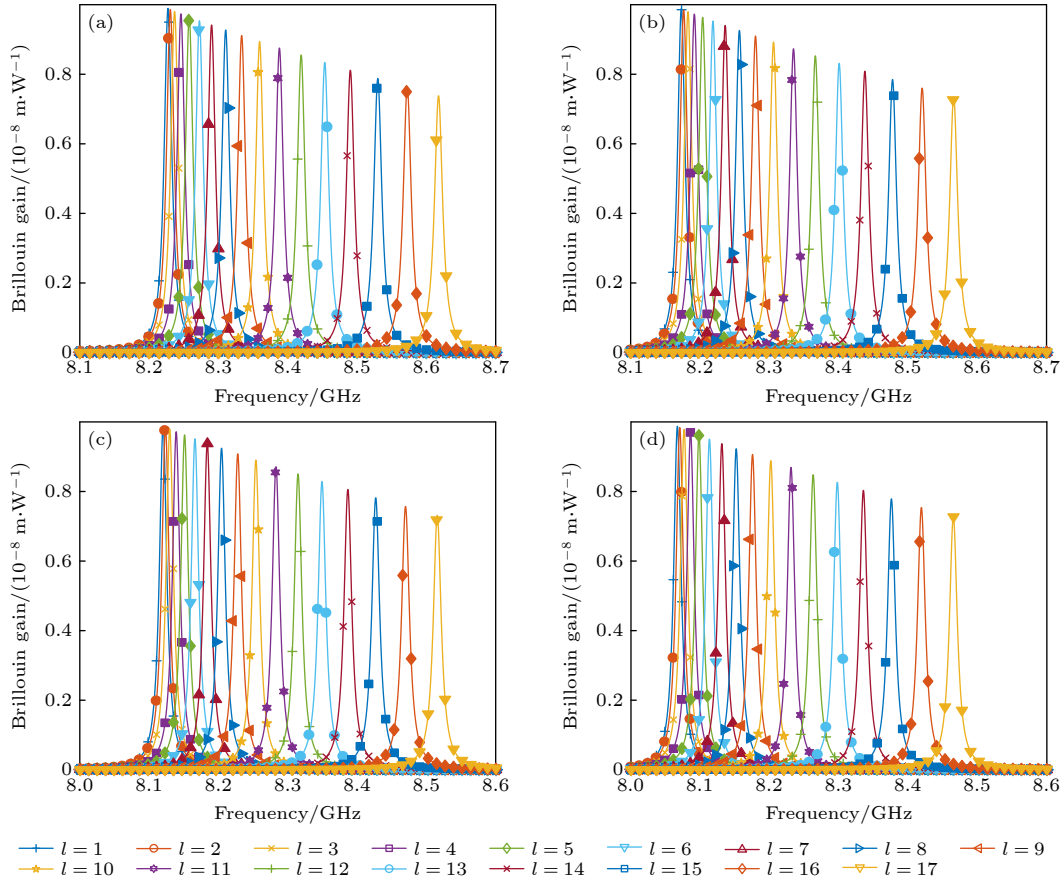 (a)
0.8
0.6
0.4
0.2
0
Brillouin gain/(10⁻⁸ m·W⁻¹)
8.1 8.2 8.3 8.4 8.5 8.6 8.7
Frequency/GHz
(b)
0.8
0.6
0.4
0.2
0
Brillouin gain/(10⁻⁸ m·W⁻¹)
8.1 8.2 8.3 8.4 8.5 8.6 8.7
Frequency/GHz
(c)
0.8
0.6
0.4
0.2
0
Brillouin gain/(10⁻⁸ m·W⁻¹)
8.0 8.1 8.2 8.3 8.4 8.5 8.6
Frequency/GHz
(d)
0.8
0.6
0.4
0.2
0
Brillouin gain/(10⁻⁸ m·W⁻¹)
8.0 8.1 8.2 8.3 8.4 8.5 8.6
Frequency/GHz
l = 1 l = 2 l = 3 l = 4 l = 5 l = 6 l = 7 l = 8 l = 9
l = 10 l = 11 l = 12 l = 13 l = 14 l = 15 l = 16 l = 17